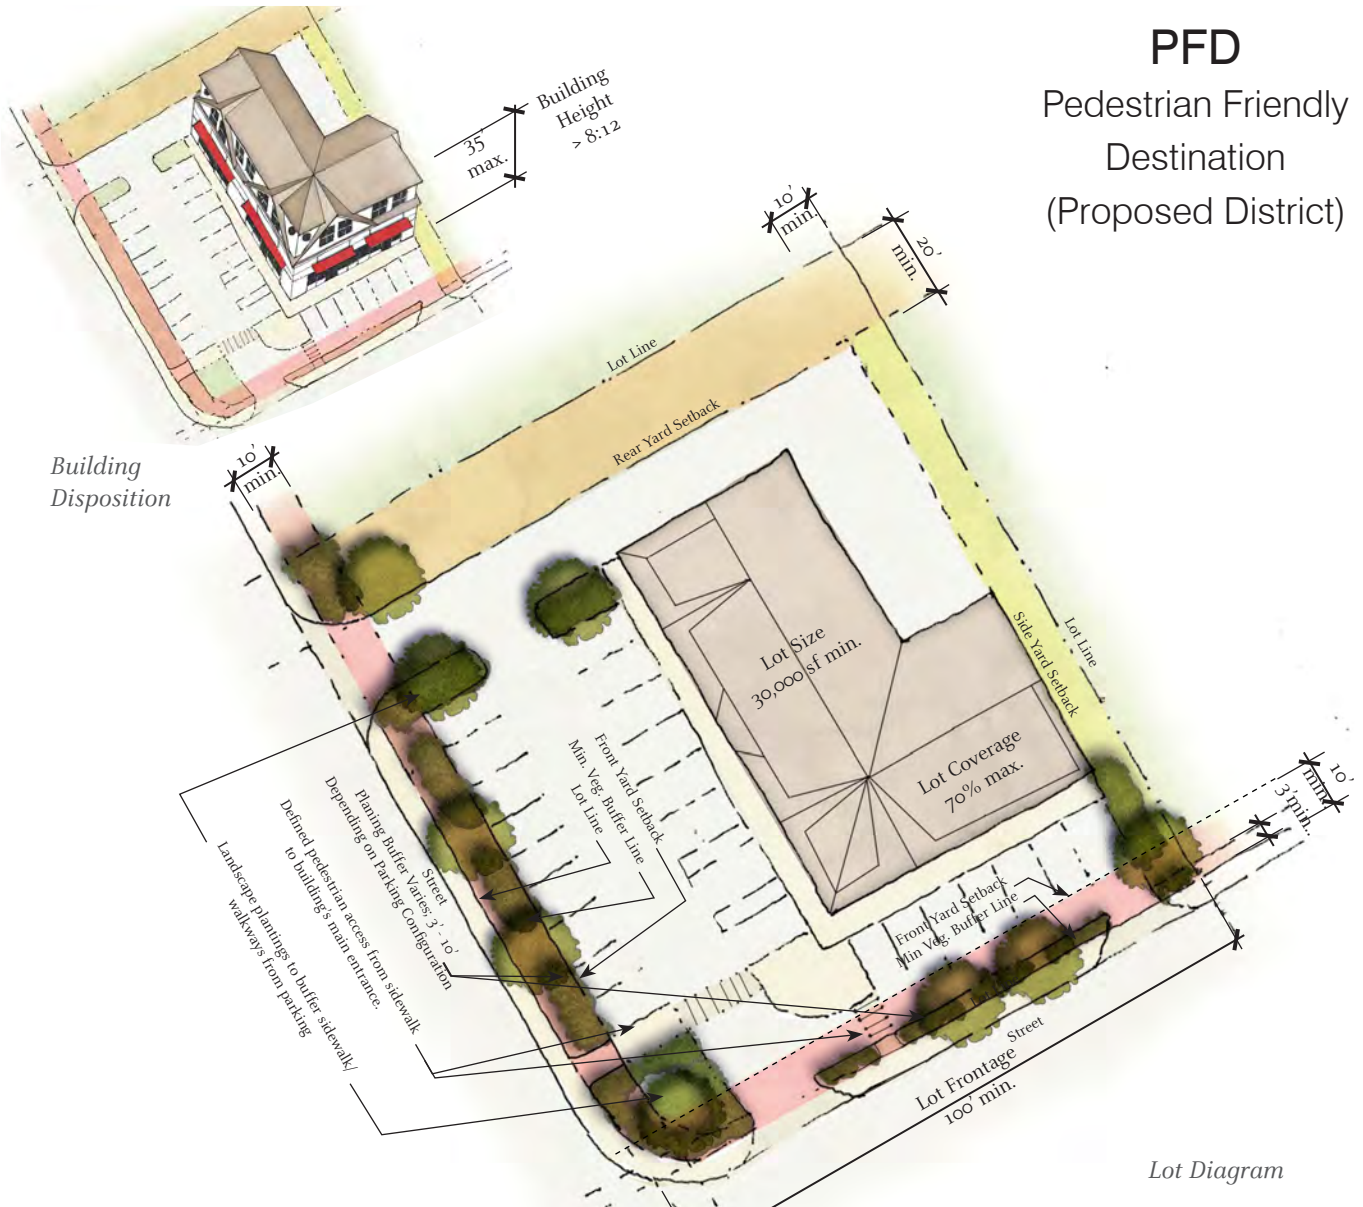 PFD
Pedestrian Friendly
Destination
(Proposed District)
Building
Height
> 8:12
35'
max.
Building
Disposition
10'
min.
20'
min.
10'
min.
Lot Line
Rear Yard Setback
Lot Size
30,000 sf min.
Lot Coverage
70% max.
Side Yard Setback
Lot Line
10'
min.
3' min.
Front Yard Setback
Min. Veg. Buffer Line
Lot Line
Street
Planing Buffer Varies; 3' - 10'
Depending on Parking Configuration
Defined pedestrian access from sidewalk
to building's main entrance.
Landscape plantings to buffer sidewalk/
walkways from parking
Front Yard Setback
Min Veg. Buffer Line
Street
Lot Frontage
100' min.
Lot Diagram